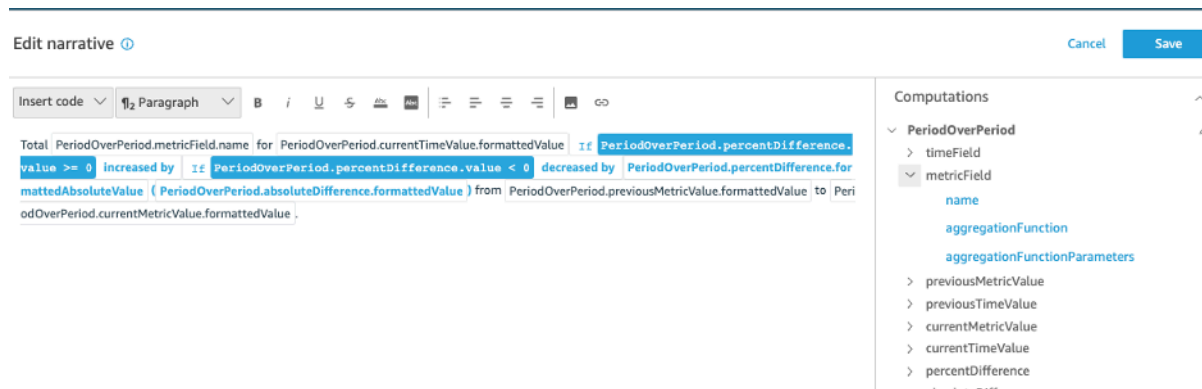 Edit narrative
Cancel
Save
Insert code
¶2 Paragraph
B i U S abc Abc
Total PeriodOverPeriod.metricField.name for PeriodOverPeriod.currentTimeValue.formattedValue If PeriodOverPeriod.percentDifference.
value >= 0 increased by If PeriodOverPeriod.percentDifference.value < 0 decreased by PeriodOverPeriod.percentDifference.for
mattedAbsoluteValue ( PeriodOverPeriod.absoluteDifference.formattedValue ) from PeriodOverPeriod.previousMetricValue.formattedValue to Peri
odOverPeriod.currentMetricValue.formattedValue .
Computations
PeriodOverPeriod
timeField
metricField
name
aggregationFunction
aggregationFunctionParameters
previousMetricValue
previousTimeValue
currentMetricValue
currentTimeValue
percentDifference